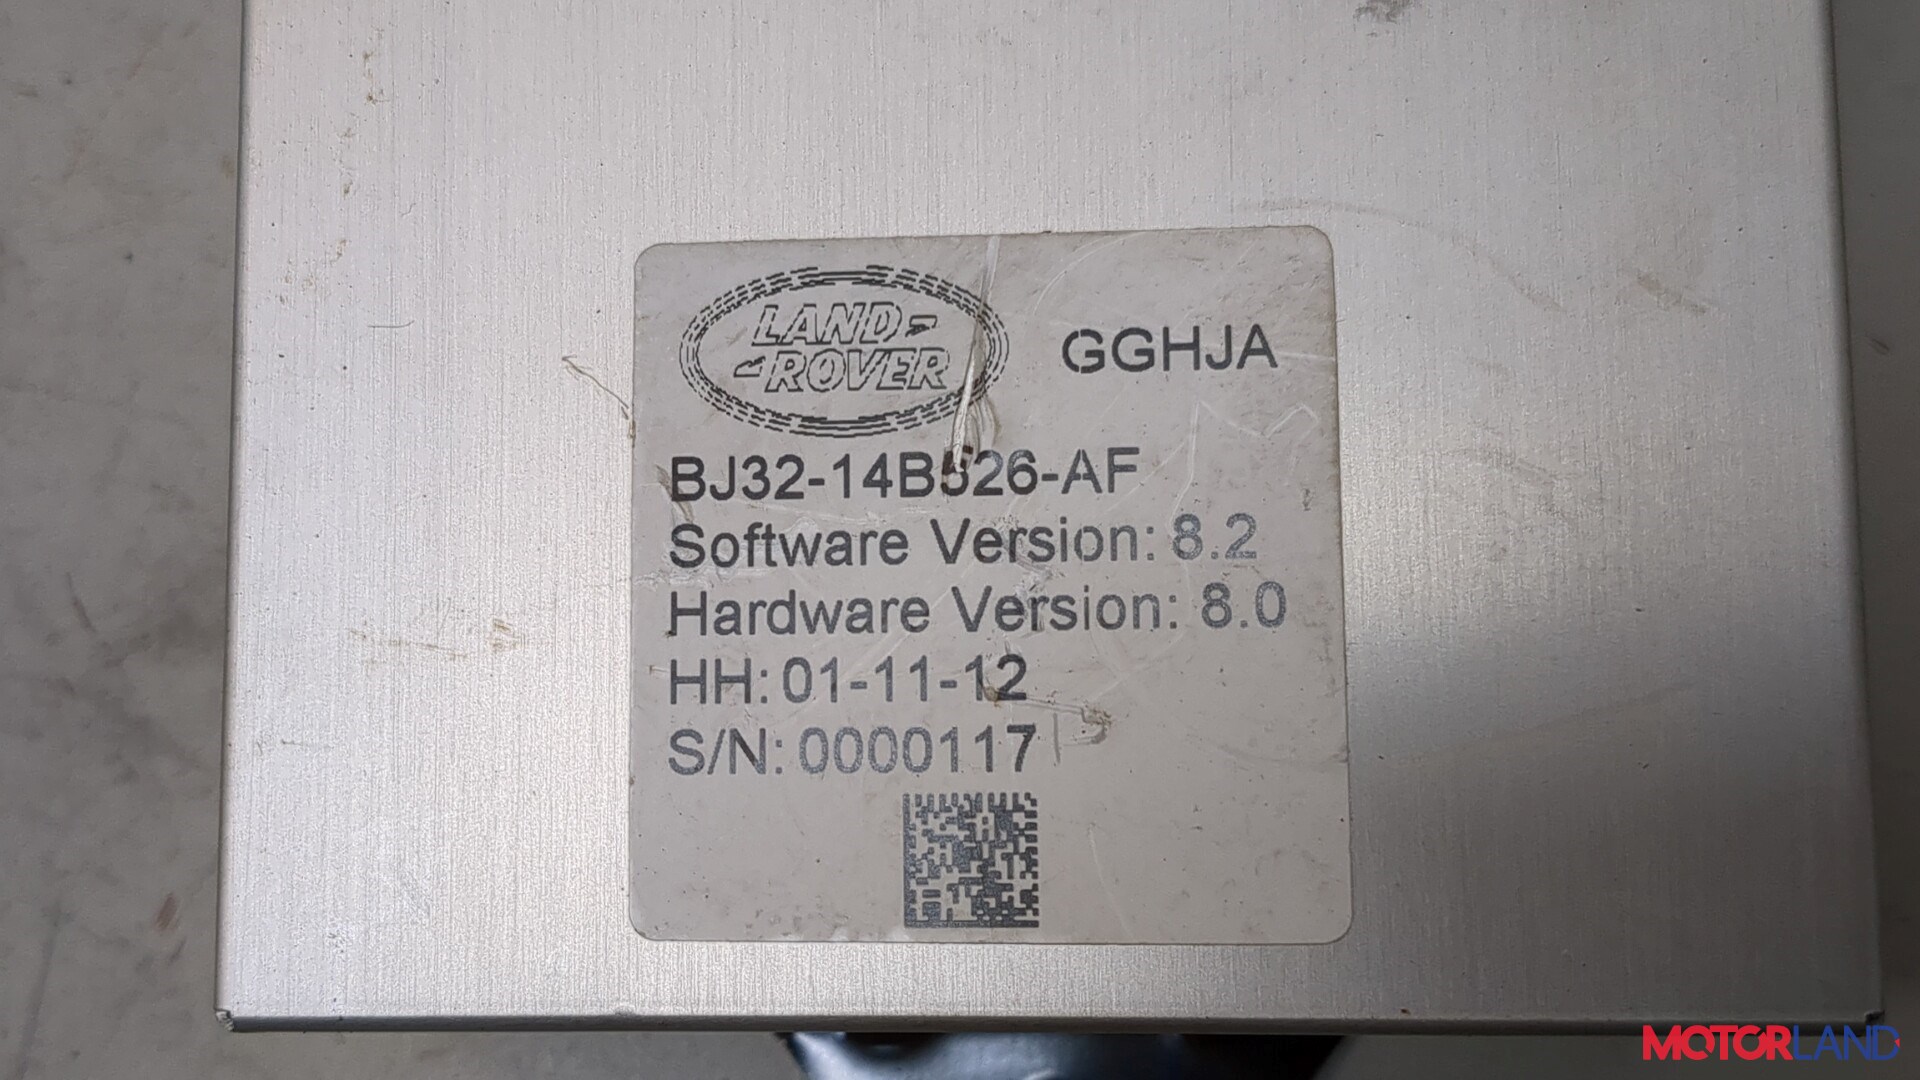 LAND
ROVER
GGHJA
BJ32-14B526-AF
Software Version: 8.2
Hardware Version: 8.0
HH: 01-11-12
S/N: 0000117
MOTORLAND